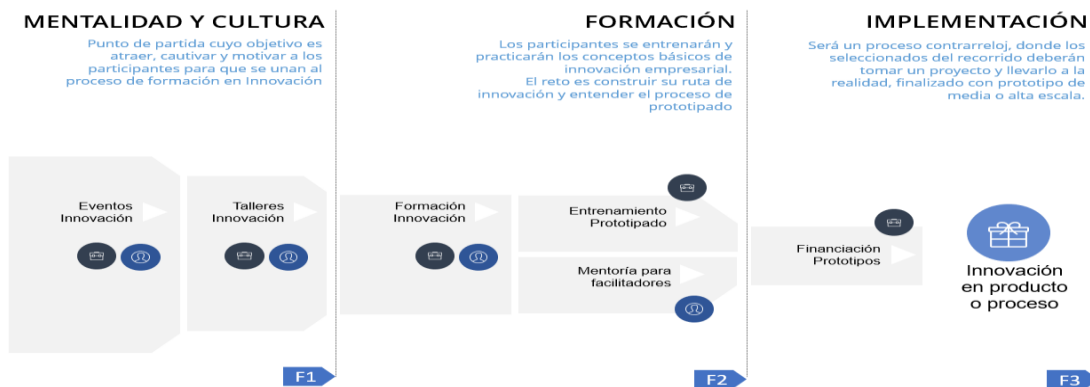 MENTALIDAD Y CULTURA
Punto de partida cuyo objetivo es
atraer, cautivar y motivar a los
participantes para que se unan al
proceso de formación en Innovación
Eventos
Innovación
Talleres
Innovación
F1
FORMACIÓN
Los participantes se entrenarán y
practicarán los conceptos básicos de
innovación empresarial.
El reto es construir su ruta de
innovación y entender el proceso de
prototipado
Formación
Innovación
Entrenamiento
Prototipado
Mentoría para
facilitadores
F2
IMPLEMENTACIÓN
Será un proceso contrarreloj, donde los
seleccionados del recorrido deberán
tomar un proyecto y llevarlo a la
realidad, finalizado con prototipo de
media o alta escala.
Financiación
Prototipos
Innovación
en producto
o proceso
F3